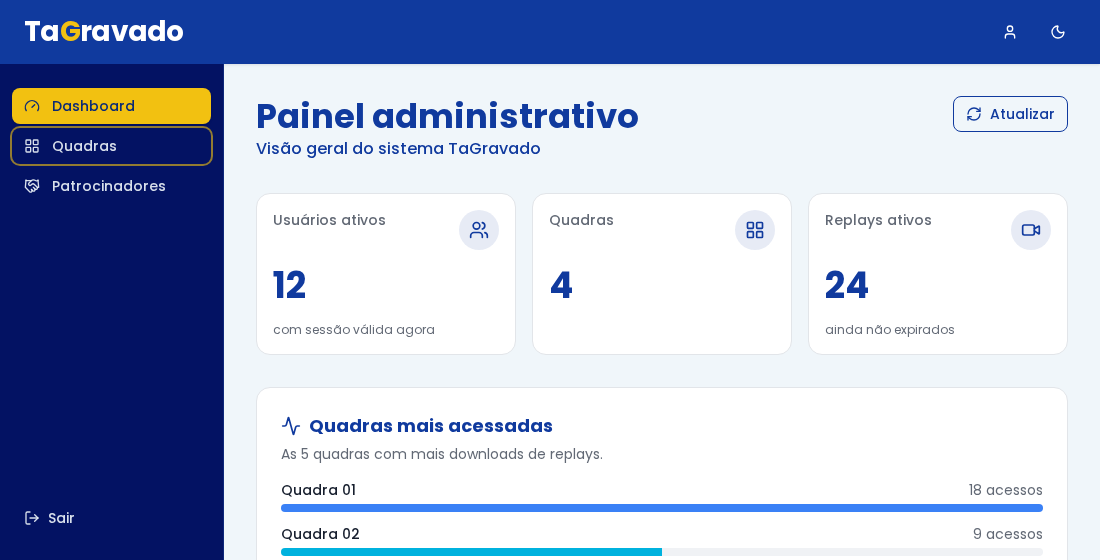 TaGravado
Dashboard
Quadras
Patrocinadores
Sair
Painel administrativo
Visão geral do sistema TaGravado
Atualizar
Usuários ativos
12
com sessão válida agora
Quadras
4
Replays ativos
24
ainda não expirados
Quadras mais acessadas
As 5 quadras com mais downloads de replays.
Quadra 01 18 acessos
Quadra 02 9 acessos